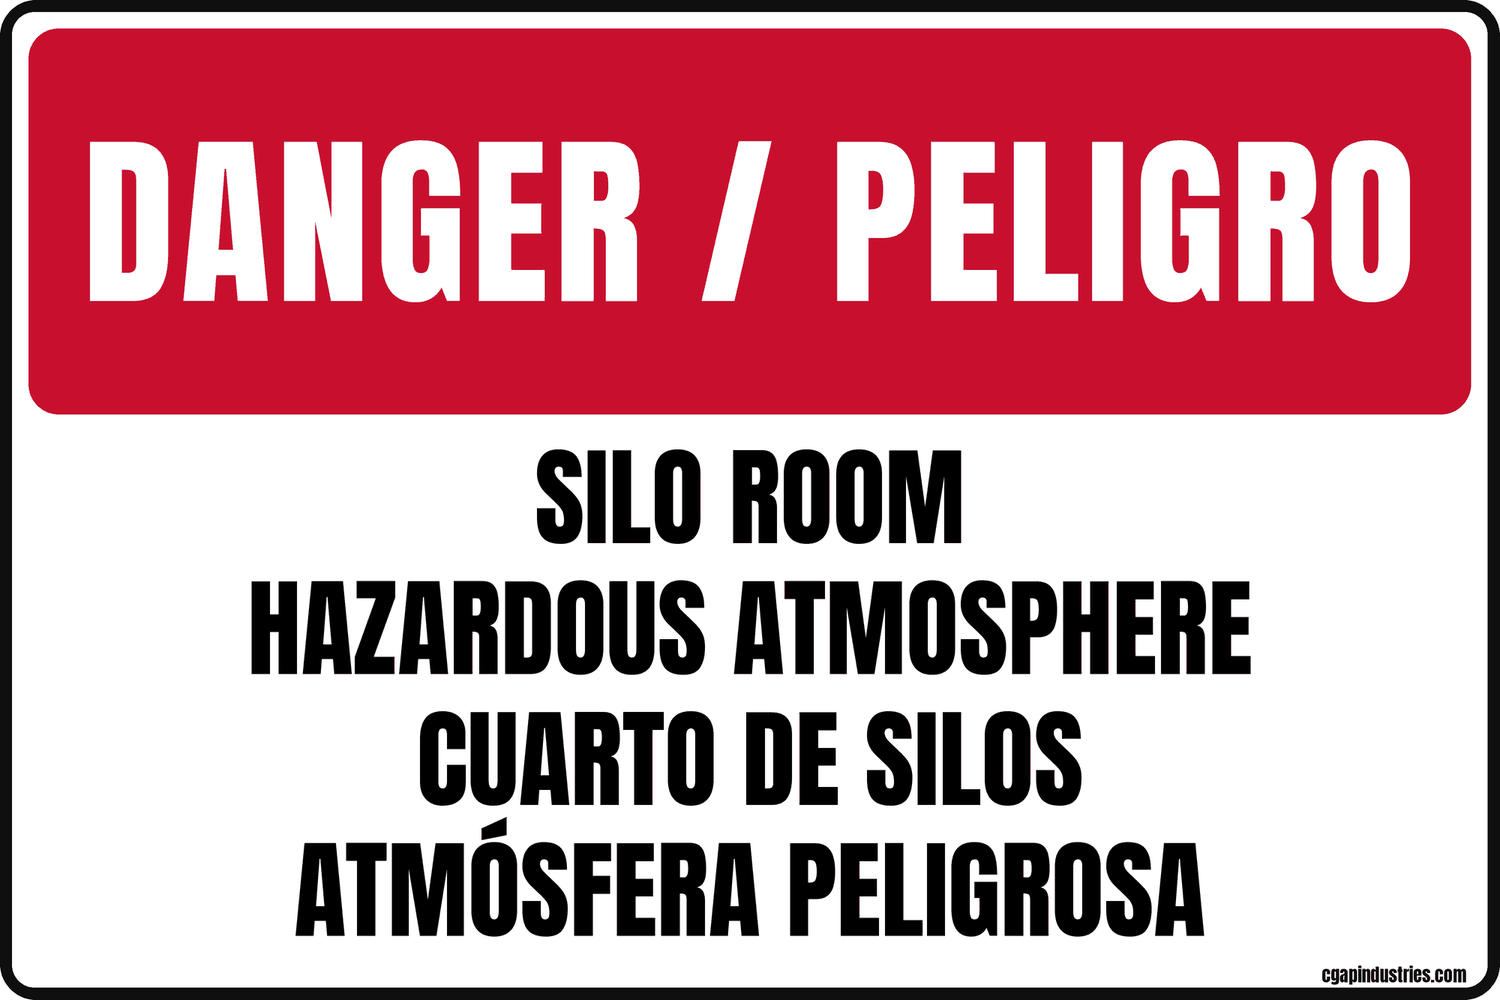 DANGER / PELIGRO
SILO ROOM
HAZARDOUS ATMOSPHERE
CUARTO DE SILOS
ATMÓSFERA PELIGROSA
cgapindustries.com